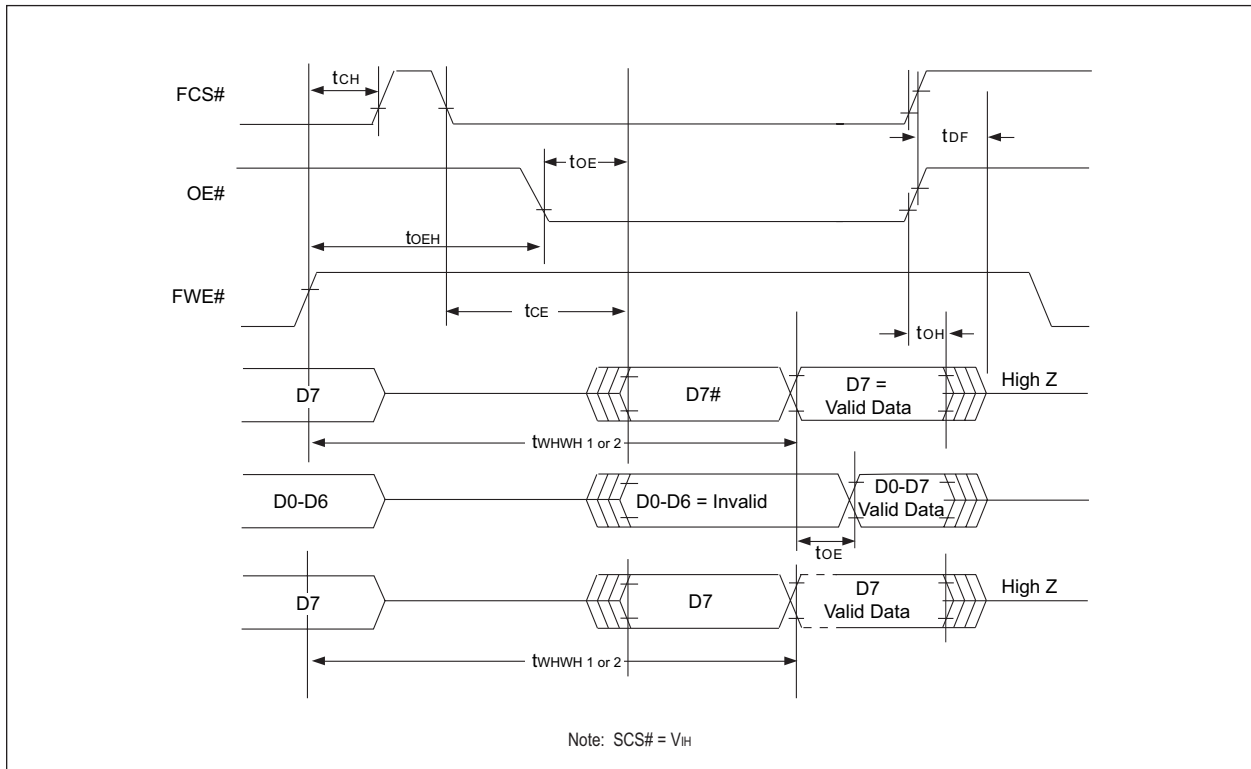 tCH
FCS#
tDF
tOE
OE#
tOEH
FWE#
tCE
tOH
D7
D7#
D7 =
Valid Data
High Z
tWHWH 1 or 2
D0-D6
D0-D6 = Invalid
D0-D7
Valid Data
tOE
D7
D7
D7
Valid Data
High Z
tWHWH 1 or 2
Note: SCS# = VIH